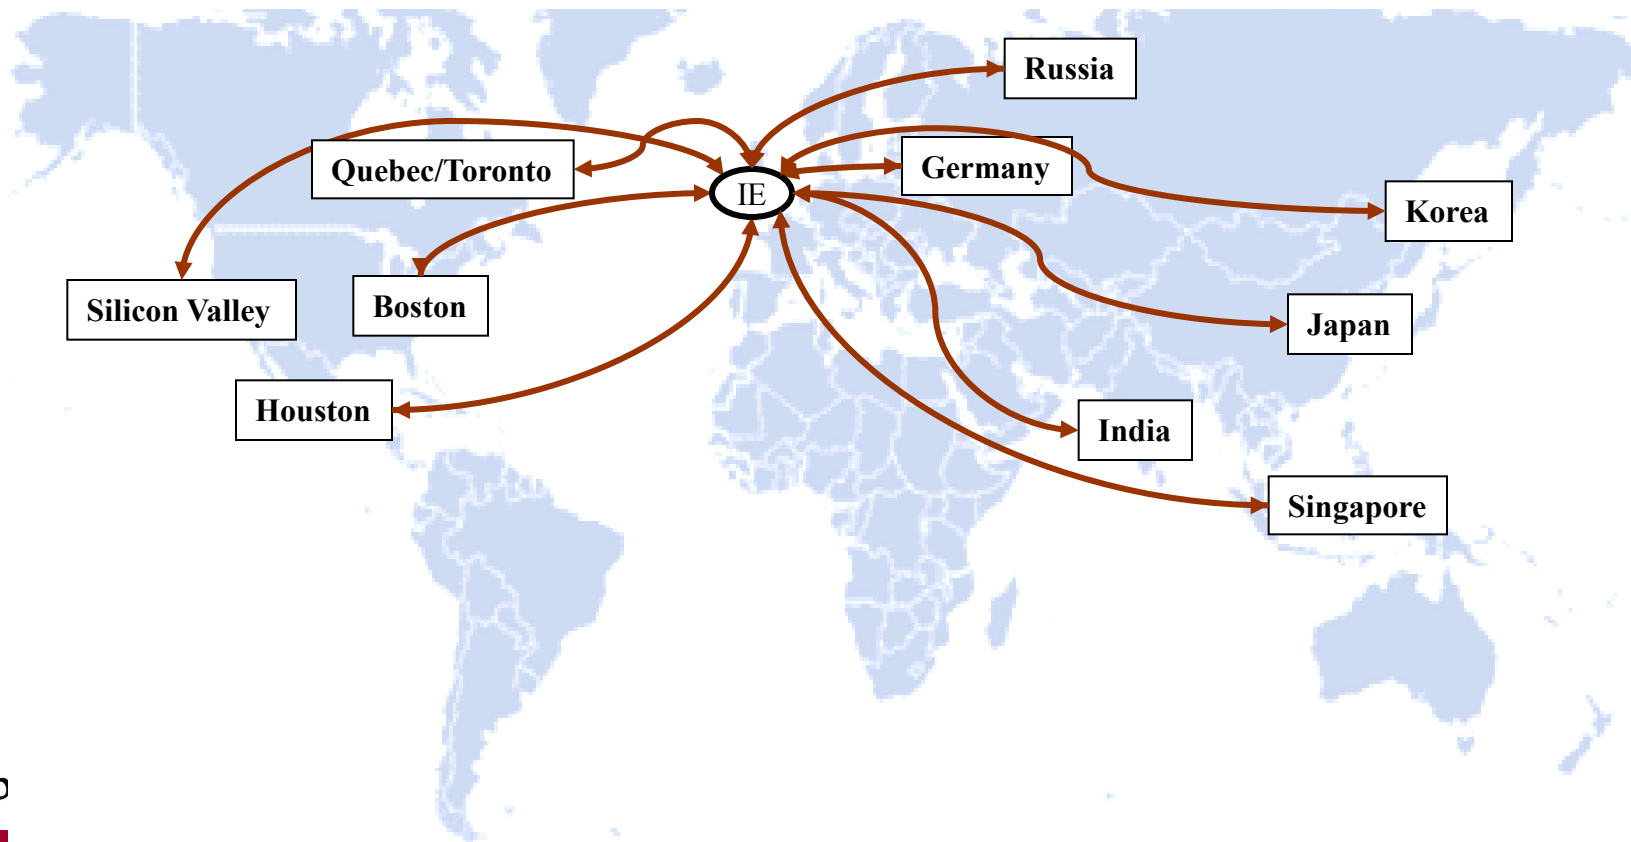 Russia
Quebec/Toronto
Germany
IE
Korea
Silicon Valley
Boston
Japan
Houston
India
Singapore